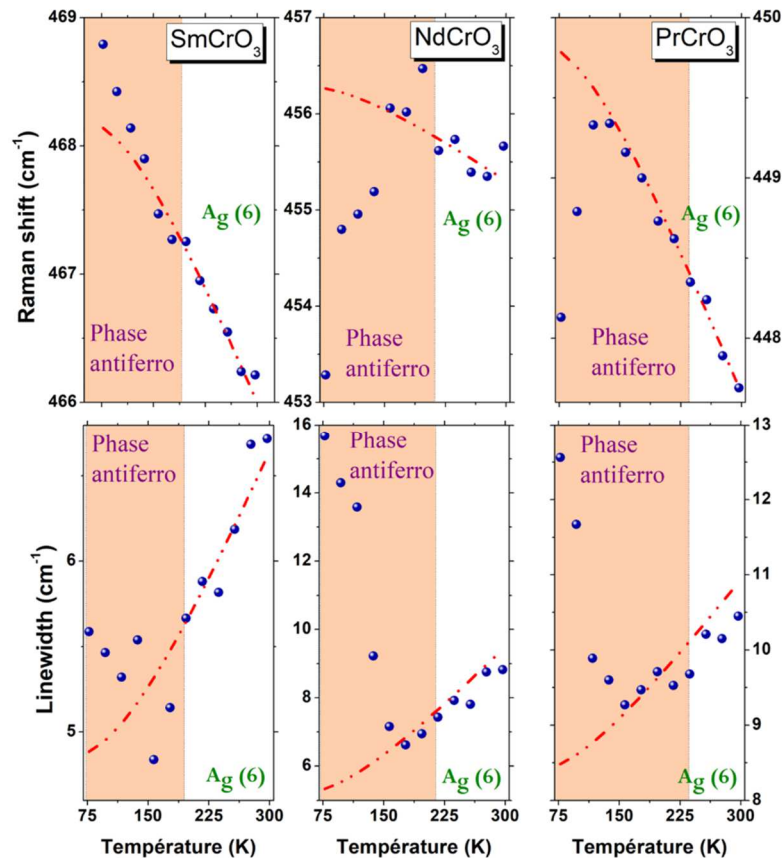 SmCrO3
NdCrO3
PrCrO3
Raman shift (cm-1)
469
468
467
466
457
456
455
454
453
450
449
448
Ag (6)
Ag (6)
Ag (6)
Phase
antiferro
Phase
antiferro
Phase
antiferro
Linewidth (cm-1)
6
5
16
14
12
10
8
6
13
12
11
10
9
8
Phase
antiferro
Phase
antiferro
Phase
antiferro
Ag (6)
Ag (6)
Ag (6)
75 150 225 300
75 150 225 300
75 150 225 300
Température (K)
Température (K)
Température (K)